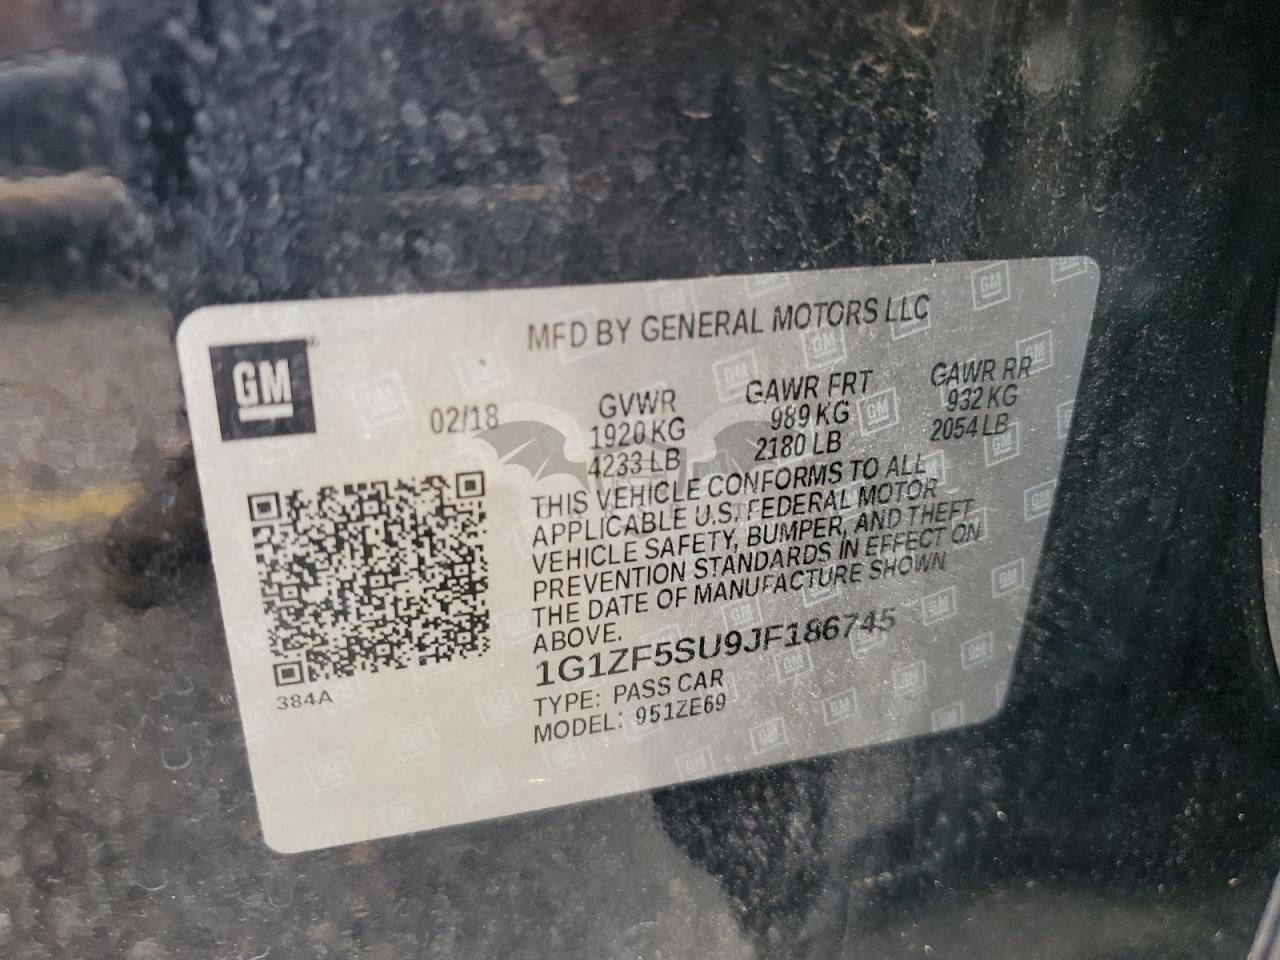 MFD BY GENERAL MOTORS LLC
GM
02/18
GVWR
1920 KG
4233 LB
GAWR FRT
989 KG
2180 LB
GAWR RR
932 KG
2054 LB
THIS VEHICLE CONFORMS TO ALL
APPLICABLE U.S. FEDERAL MOTOR
VEHICLE SAFETY, BUMPER, AND THEFT
PREVENTION STANDARDS IN EFFECT ON
THE DATE OF MANUFACTURE SHOWN
ABOVE.
1G1ZF5SU9JF186745
TYPE: PASS CAR
MODEL: 951ZE69
384A